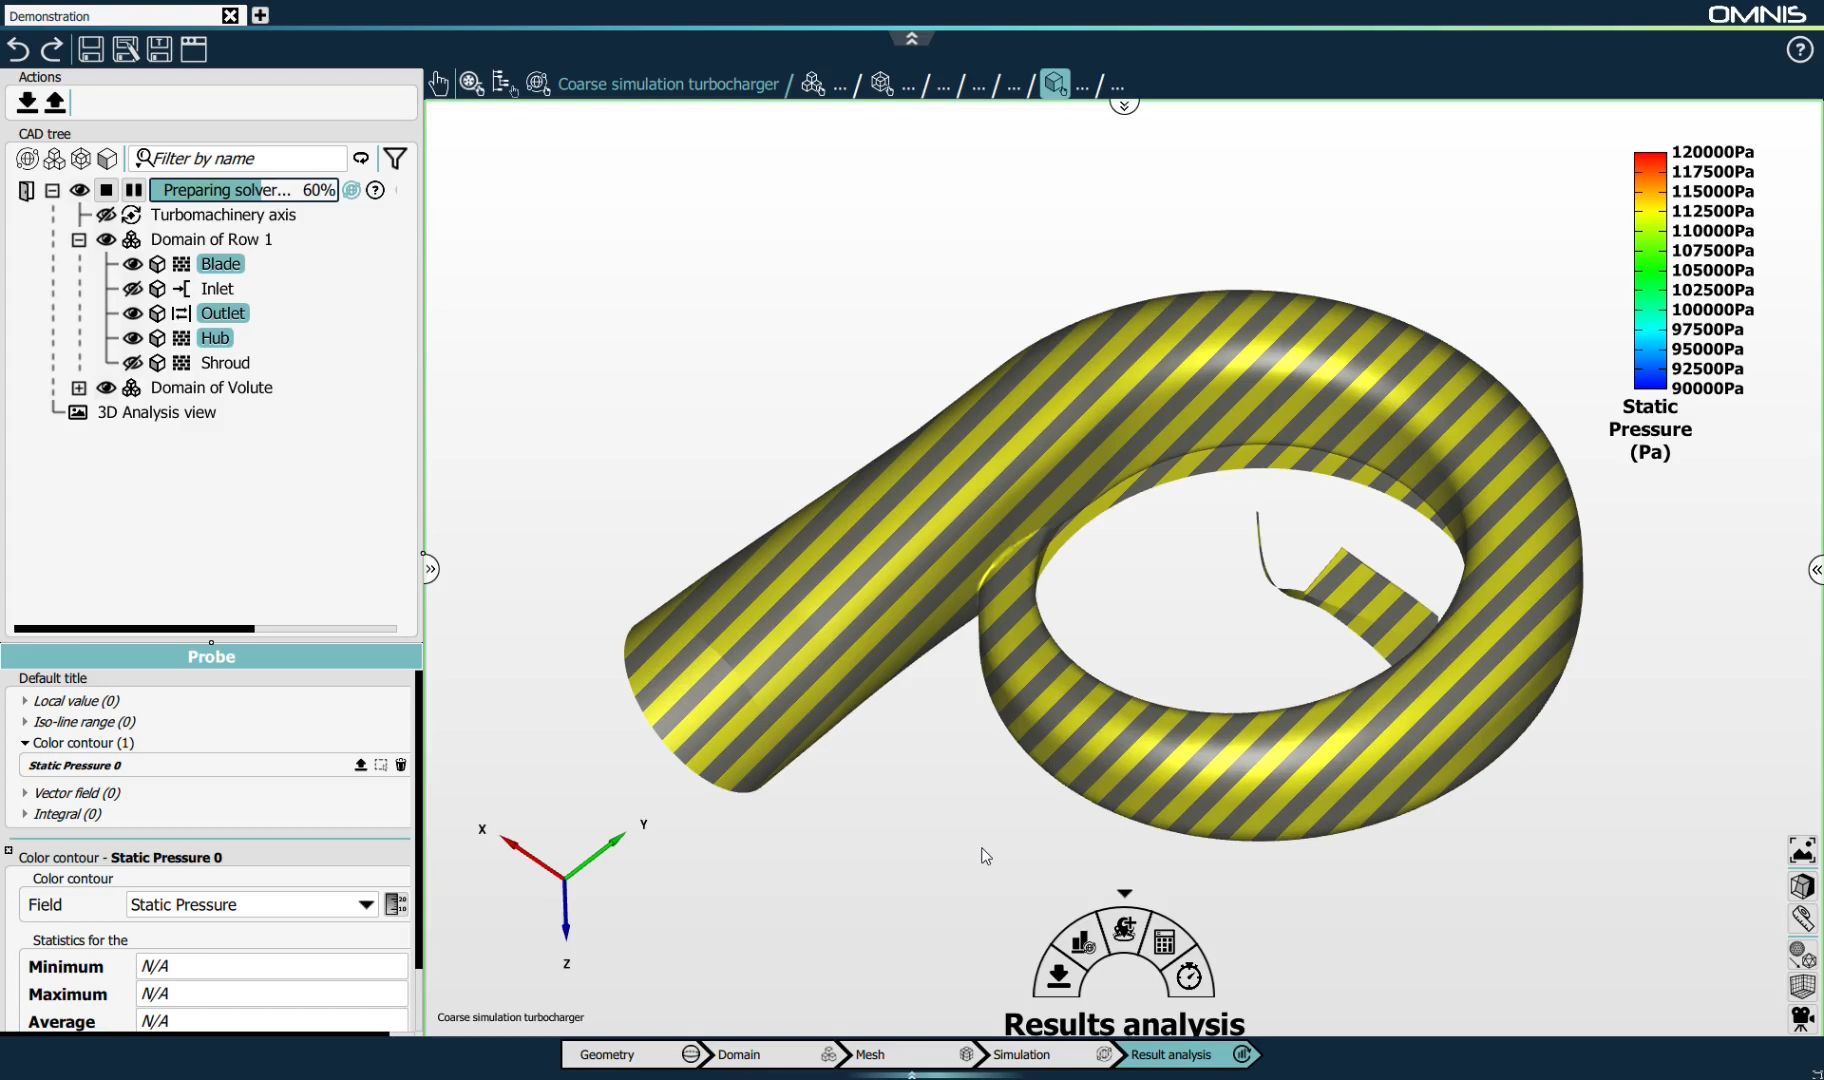 Demonstration
OMNIS
Actions
Coarse simulation turbocharger / ... / ... / ... / ... / ... / ... / ...
CAD tree
Filter by name
Preparing solver... 60%
Turbomachinery axis
Domain of Row 1
Blade
Inlet
Outlet
Hub
Shroud
Domain of Volute
3D Analysis view
120000Pa
117500Pa
115000Pa
112500Pa
110000Pa
107500Pa
105000Pa
102500Pa
100000Pa
97500Pa
95000Pa
92500Pa
90000Pa
Static
Pressure
(Pa)
Probe
Default title
Local value (0)
Iso-line range (0)
Color contour (1)
Static Pressure 0
Vector field (0)
Integral (0)
Color contour - Static Pressure 0
Color contour
Field Static Pressure
Statistics for the
Minimum N/A
Maximum N/A
Average N/A
X
Y
Z
Coarse simulation turbocharger
Results analysis
Geometry
Domain
Mesh
Simulation
Result analysis